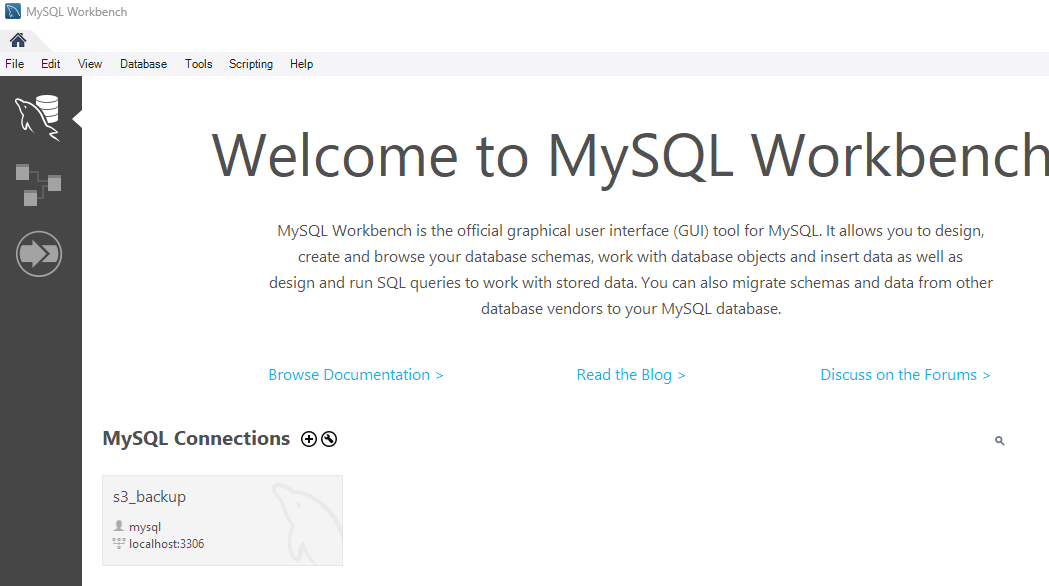 MySQL Workbench
File Edit View Database Tools Scripting Help
Welcome to MySQL Workbench
MySQL Workbench is the official graphical user interface (GUI) tool for MySQL. It allows you to design,
create and browse your database schemas, work with database objects and insert data as well as
design and run SQL queries to work with stored data. You can also migrate schemas and data from other
database vendors to your MySQL database.
Browse Documentation > Read the Blog > Discuss on the Forums >
MySQL Connections
s3_backup
mysql
localhost:3306